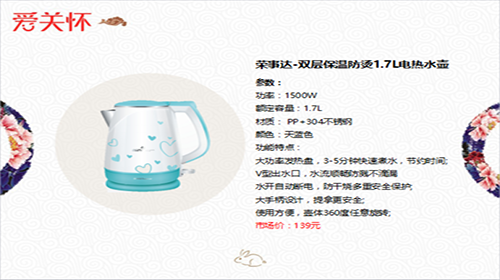 爱关怀
荣事达-双层保温防烫1.7L电热水壶
参数：
功率：1500W
额定容量：1.7L
材质： PP+304不锈钢
颜色：天蓝色
功能特点：
大功率发热盘，3-5分钟快速煮水，节约时间；
V型出水口，水流顺畅防溅不滴漏
水开自动断电，防干烧多重安全保护；
大手柄设计，提拿更安全；
使用方便，壶体360度任意旋转；
市场价：139元